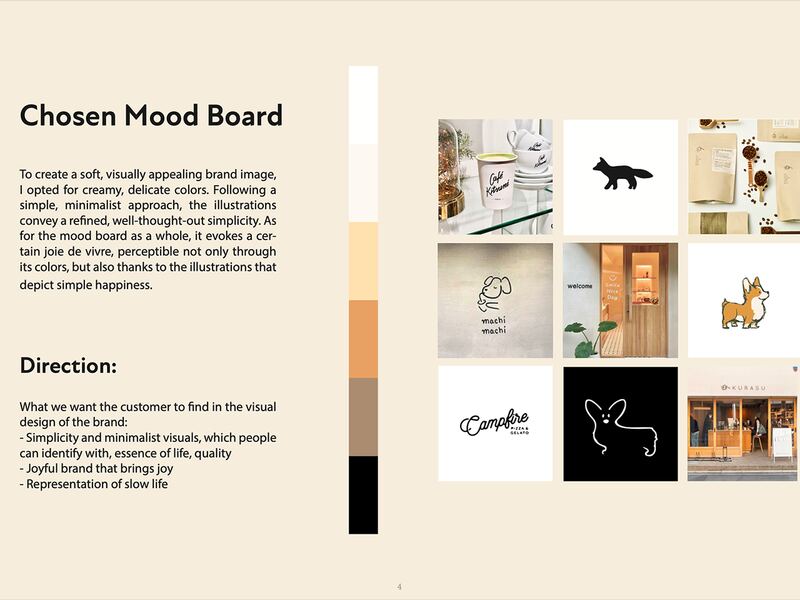 Chosen Mood Board
To create a soft, visually appealing brand image,
I opted for creamy, delicate colors. Following a
simple, minimalist approach, the illustrations
convey a refined, well-thought-out simplicity. As
for the mood board as a whole, it evokes a cer-
tain joie de vivre, perceptible not only through
its colors, but also thanks to the illustrations that
depict simple happiness.
Direction:
What we want the customer to find in the visual
design of the brand:
- Simplicity and minimalist visuals, which people
can identify with, essence of life, quality
- Joyful brand that brings joy
- Representation of slow life
Café
Kitsuné
machi
machi
welcome
Smile
Nice
Day
Campfire
PIZZA &
GELATO
KURASU
4